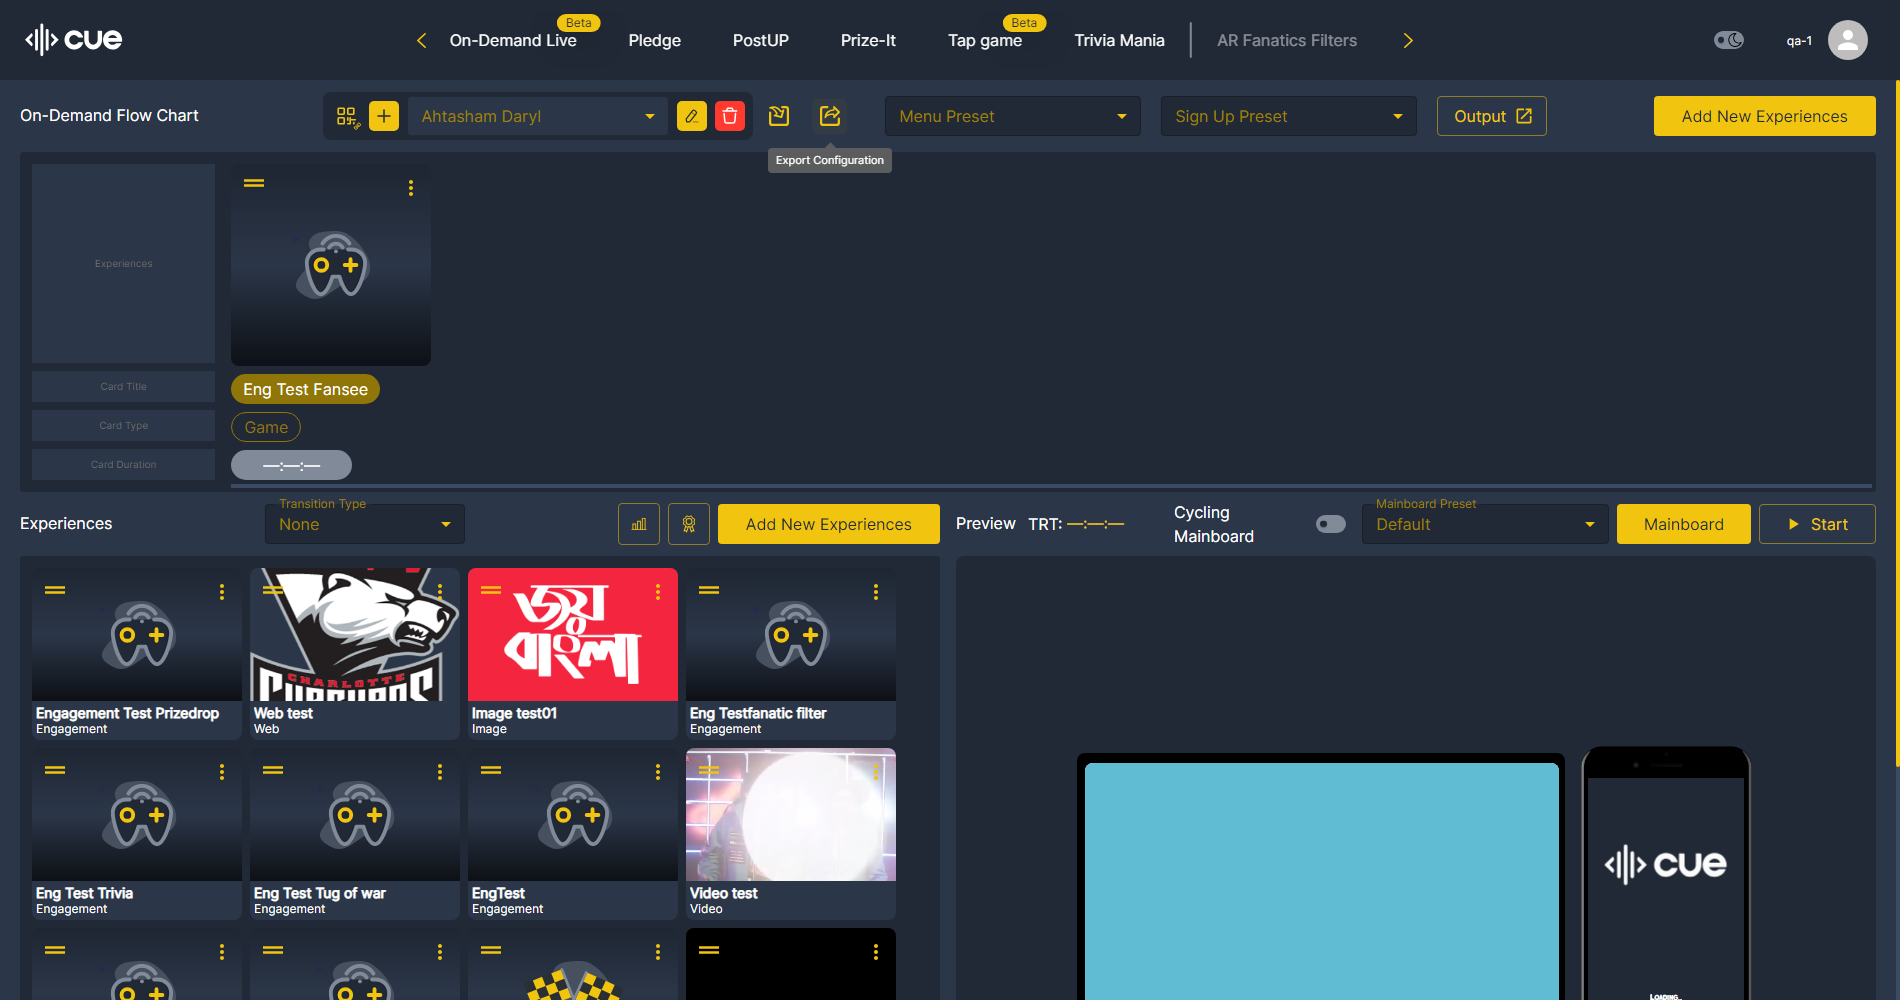 cue
Beta
Beta
On-Demand Live
Pledge
PostUP
Prize-It
Tap game
Trivia Mania
AR Fanatics Filters
qa-1
On-Demand Flow Chart
Ahtasham Daryl
Menu Preset
Sign Up Preset
Output
Add New Experiences
Export Configuration
Experiences
Card Title
Eng Test Fansee
Card Type
Game
Card Duration
—:—:—
Experiences
Transition Type
None
Add New Experiences
Preview
TRT: —:—:—
Cycling
Mainboard
Mainboard Preset
Default
Mainboard
Start
CHARLOTTE
জয়
বাংলা
Engagement Test Prizedrop
Engagement
Web test
Web
Image test01
Image
Eng Testfanatic filter
Engagement
Eng Test Trivia
Engagement
Eng Test Tug of war
Engagement
EngTest
Engagement
Video test
Video
cue
LOADING